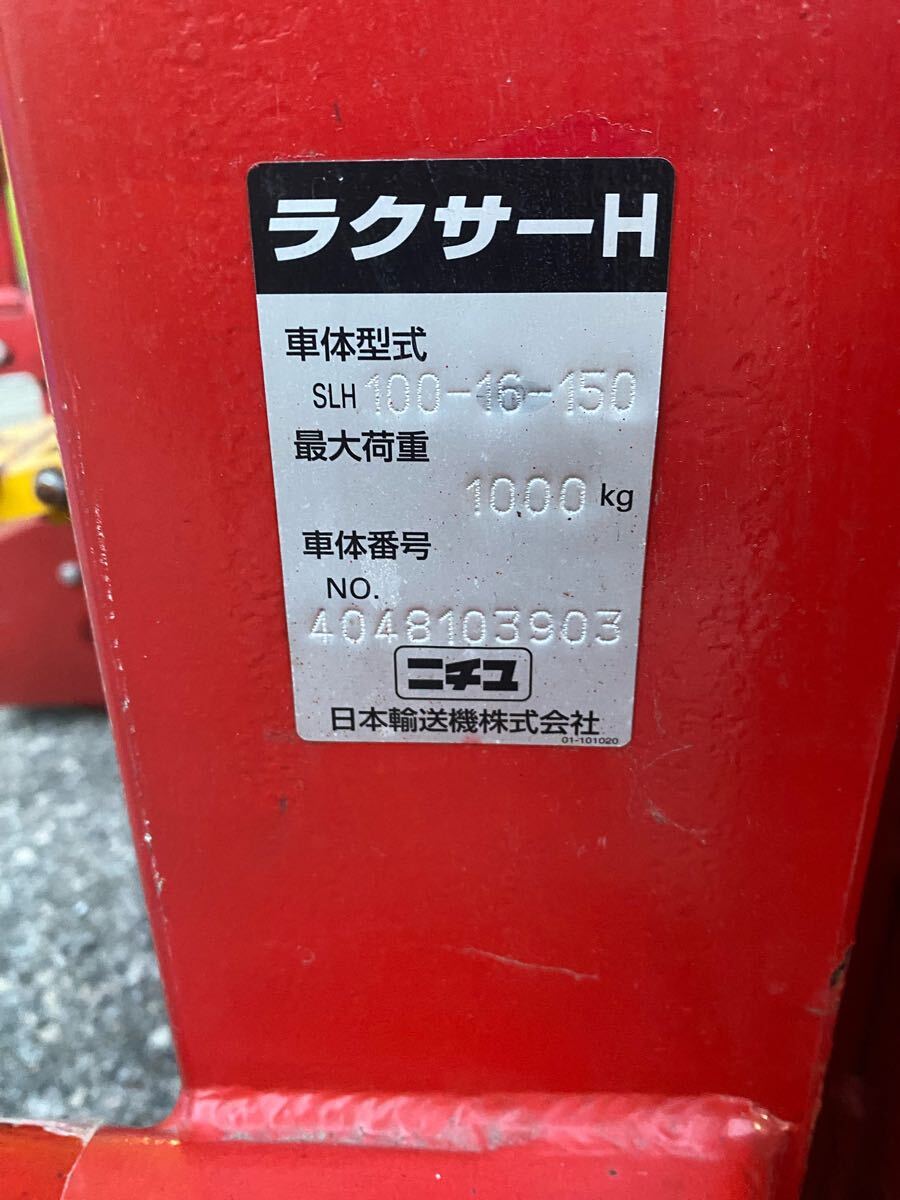 ラクサーH
車体型式
SLH 100-16-150
最大荷重
1000 kg
車体番号
NO.
4048103903
ニチユ
日本輸送機株式会社
01-101020